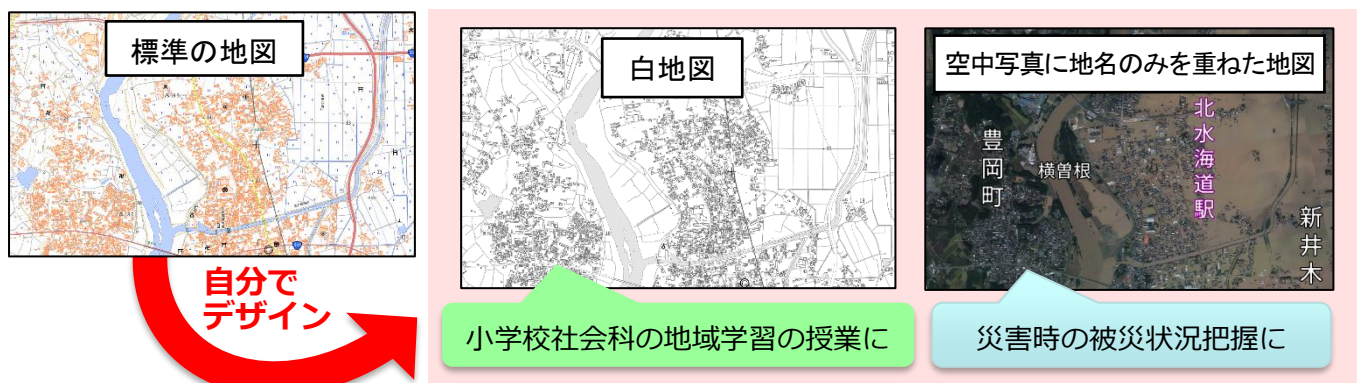 標準の地図
自分で
デザイン
白地図
小学校社会科の地域学習の授業に
空中写真に地名のみを重ねた地図
豊岡町
横曽根
北水海道駅
新井木
災害時の被災状況把握に